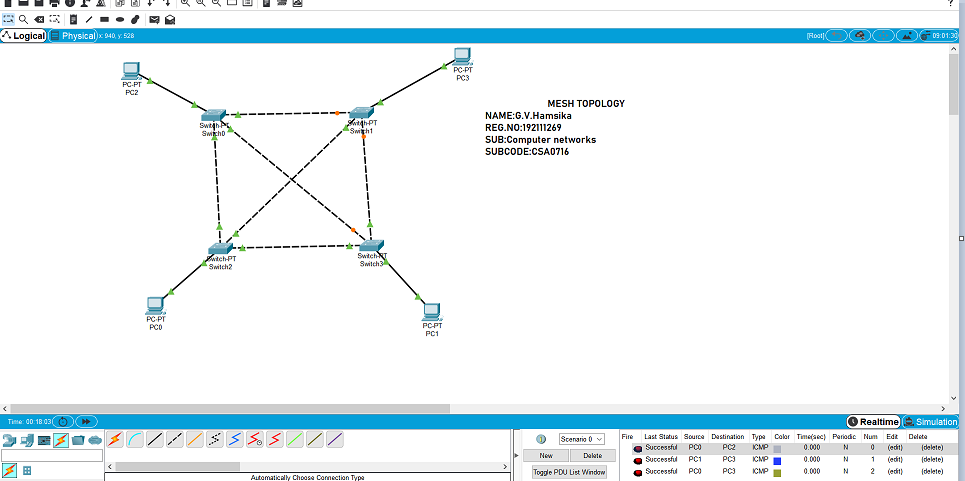 Logical Physical x: 940, y: 528 [Root] 09:01:30
PC-PT
PC2
PC-PT
PC3
Switch-PT
Switch0
Switch-PT
Switch1
MESH TOPOLOGY
NAME:G.V.Hamsika
REG.NO:192111269
SUB:Computer networks
SUBCODE:CSA0716
Switch-PT
Switch2
Switch-PT
Switch3
PC-PT
PC0
PC-PT
PC1
Time: 00:18:03 Realtime Simulation
Scenario 0
New Delete
Toggle PDU List Window
Fire Last Status Source Destination Type Color Time(sec) Periodic Num Edit Delete
Successful PC0 PC2 ICMP 0.000 N 0 (edit) (delete)
Successful PC1 PC3 ICMP 0.000 N 1 (edit) (delete)
Successful PC0 PC3 ICMP 0.000 N 2 (edit) (delete)
Automatically Choose Connection Type